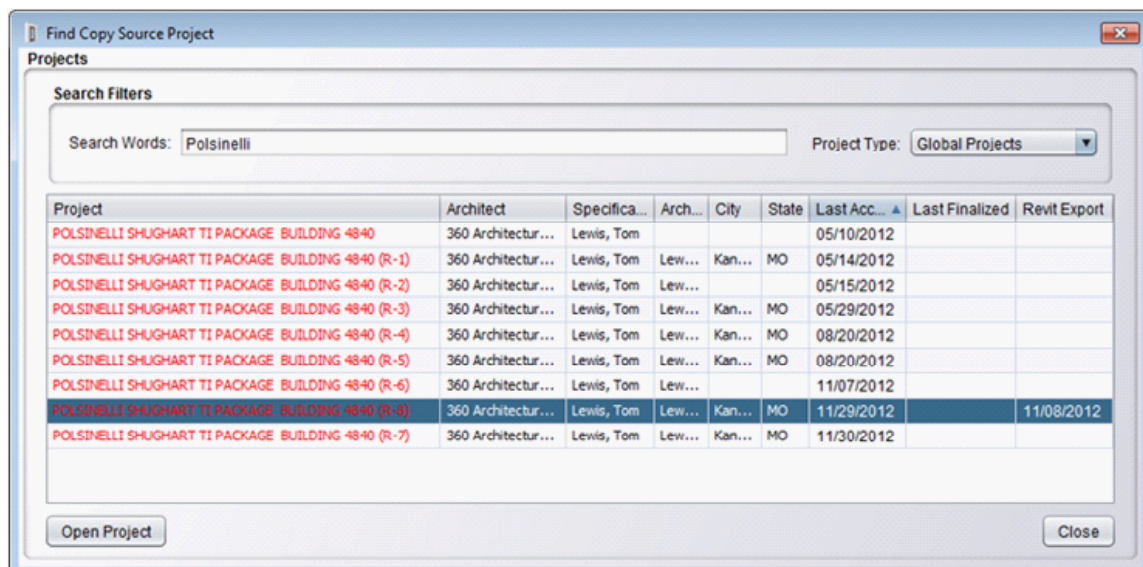 Find Copy Source Project
Projects
Search Filters
Search Words: Polsinelli Project Type: Global Projects
Project Architect Specifica... Arch... City State Last Acc... Last Finalized Revit Export
POLSINELLI SHUGHART TI PACKAGE BUILDING 4840 360 Architectur... Lewis, Tom 05/10/2012
POLSINELLI SHUGHART TI PACKAGE BUILDING 4840 (R-1) 360 Architectur... Lewis, Tom Lew... Kan... MO 05/14/2012
POLSINELLI SHUGHART TI PACKAGE BUILDING 4840 (R-2) 360 Architectur... Lewis, Tom Lew... 05/15/2012
POLSINELLI SHUGHART TI PACKAGE BUILDING 4840 (R-3) 360 Architectur... Lewis, Tom Lew... Kan... MO 05/29/2012
POLSINELLI SHUGHART TI PACKAGE BUILDING 4840 (R-4) 360 Architectur... Lewis, Tom Lew... Kan... MO 08/20/2012
POLSINELLI SHUGHART TI PACKAGE BUILDING 4840 (R-5) 360 Architectur... Lewis, Tom Lew... Kan... MO 08/20/2012
POLSINELLI SHUGHART TI PACKAGE BUILDING 4840 (R-6) 360 Architectur... Lewis, Tom Lew... 11/07/2012
POLSINELLI SHUGHART TI PACKAGE BUILDING 4840 (R-8) 360 Architectur... Lewis, Tom Lew... Kan... MO 11/29/2012 11/08/2012
POLSINELLI SHUGHART TI PACKAGE BUILDING 4840 (R-7) 360 Architectur... Lewis, Tom Lew... Kan... MO 11/30/2012
Open Project Close